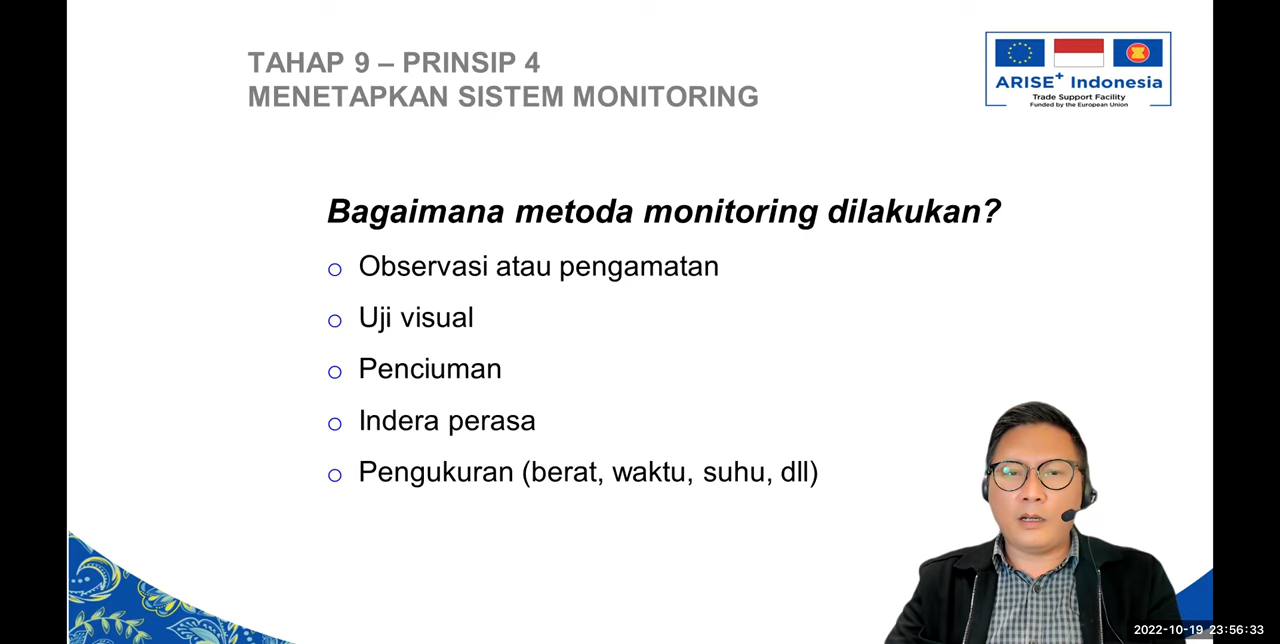 TAHAP 9 – PRINSIP 4
MENETAPKAN SISTEM MONITORING
ARISE+ Indonesia
Trade Support Facility
Funded by the European Union
Bagaimana metoda monitoring dilakukan?
o Observasi atau pengamatan
o Uji visual
o Penciuman
o Indera perasa
o Pengukuran (berat, waktu, suhu, dll)
2022-10-19 23:56:33